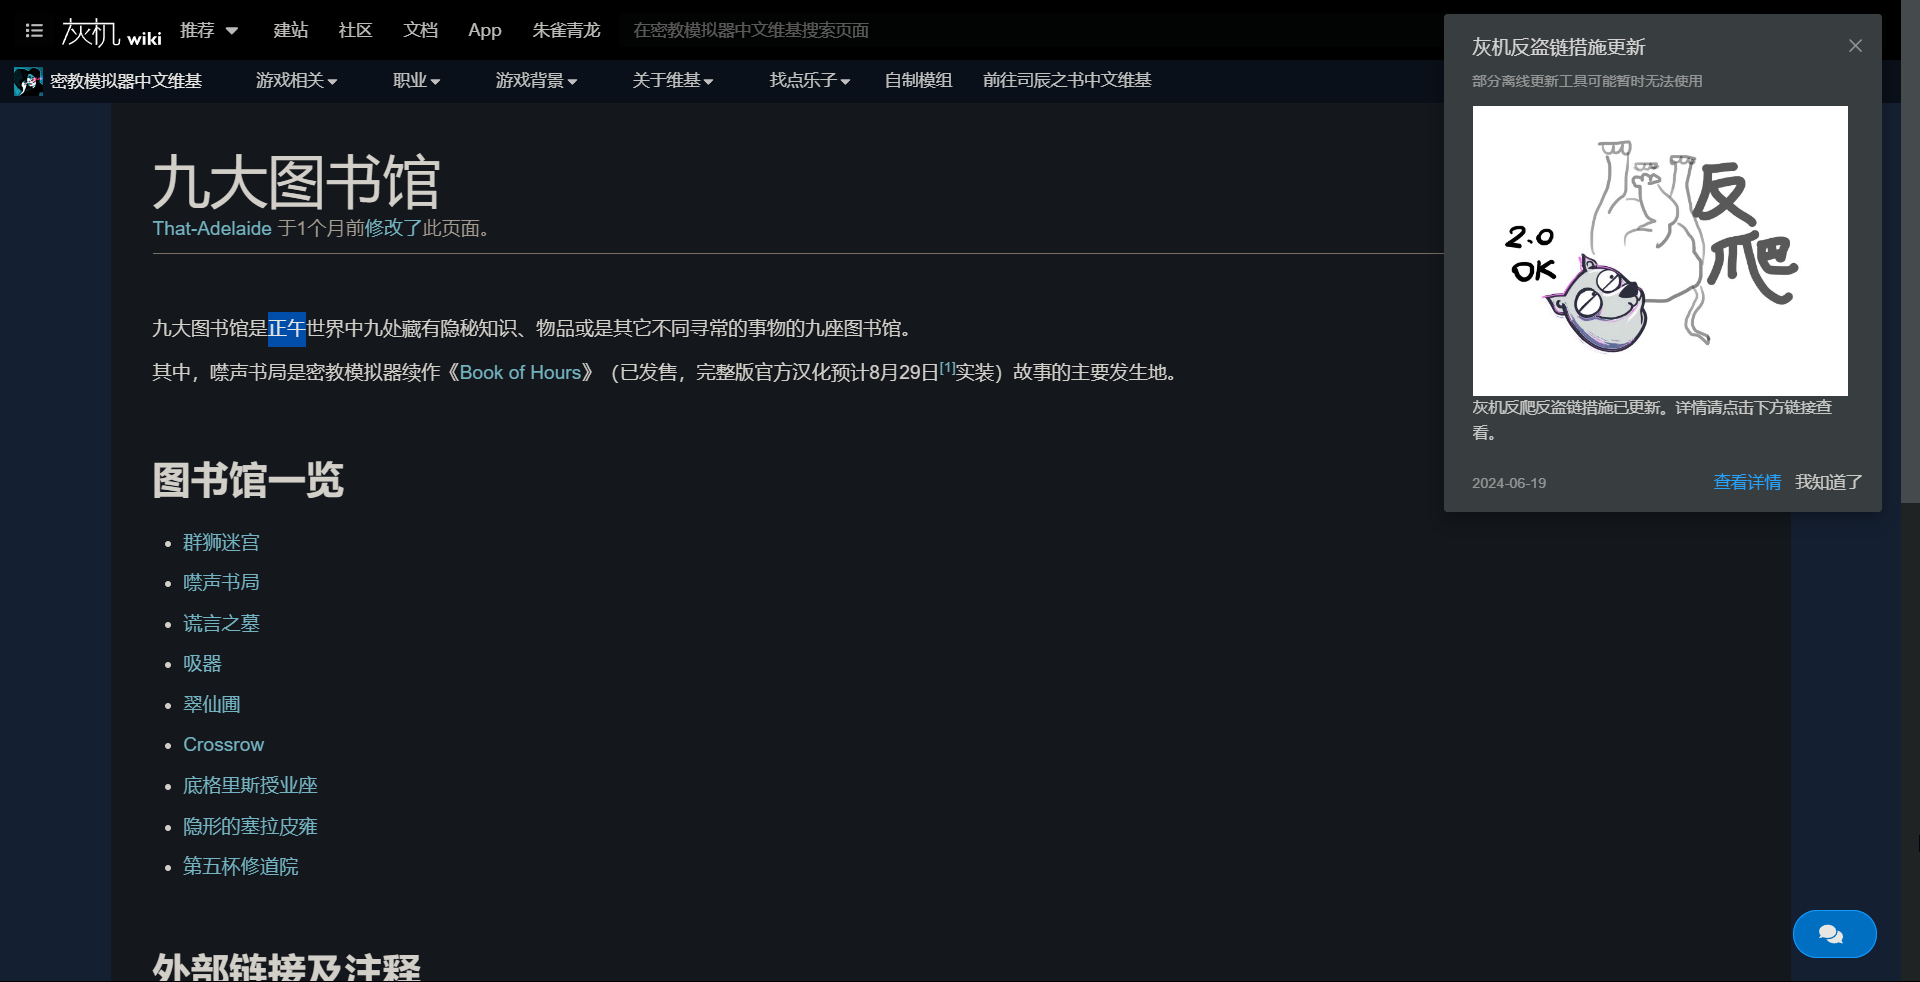 灰机 wiki 推荐 建站 社区 文档 App 朱雀青龙 在密教模拟器中文维基搜索页面
密教模拟器中文维基 游戏相关 职业 游戏背景 关于维基 找点乐子 自制模组 前往司辰之书中文维基
九大图书馆
That-Adelaide 于1个月前修改了此页面。
九大图书馆是正午世界中九处藏有隐秘知识、物品或是其它不同寻常的事物的九座图书馆。
其中，噤声书局是密教模拟器续作《Book of Hours》（已发售，完整版官方汉化预计8月29日[1]实装）故事的主要发生地。
图书馆一览
群狮迷宫
噤声书局
谎言之墓
吸器
翠仙圃
Crossrow
底格里斯授业座
隐形的塞拉皮雍
第五杯修道院
外部链接及注释
灰机反盗链措施更新
部分离线更新工具可能暂时无法使用
反
爬
2.0
OK
灰机反爬反盗链措施已更新。详情请点击下方链接查
看。
2024-06-19 查看详情 我知道了